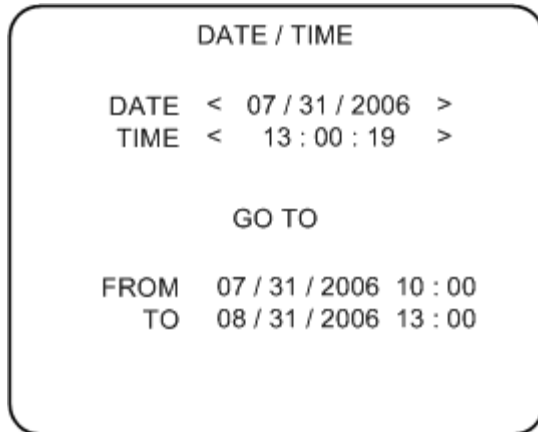 DATE / TIME
DATE < 07 / 31 / 2006 >
TIME < 13 : 00 : 19 >
GO TO
FROM 07 / 31 / 2006 10 : 00
TO 08 / 31 / 2006 13 : 00